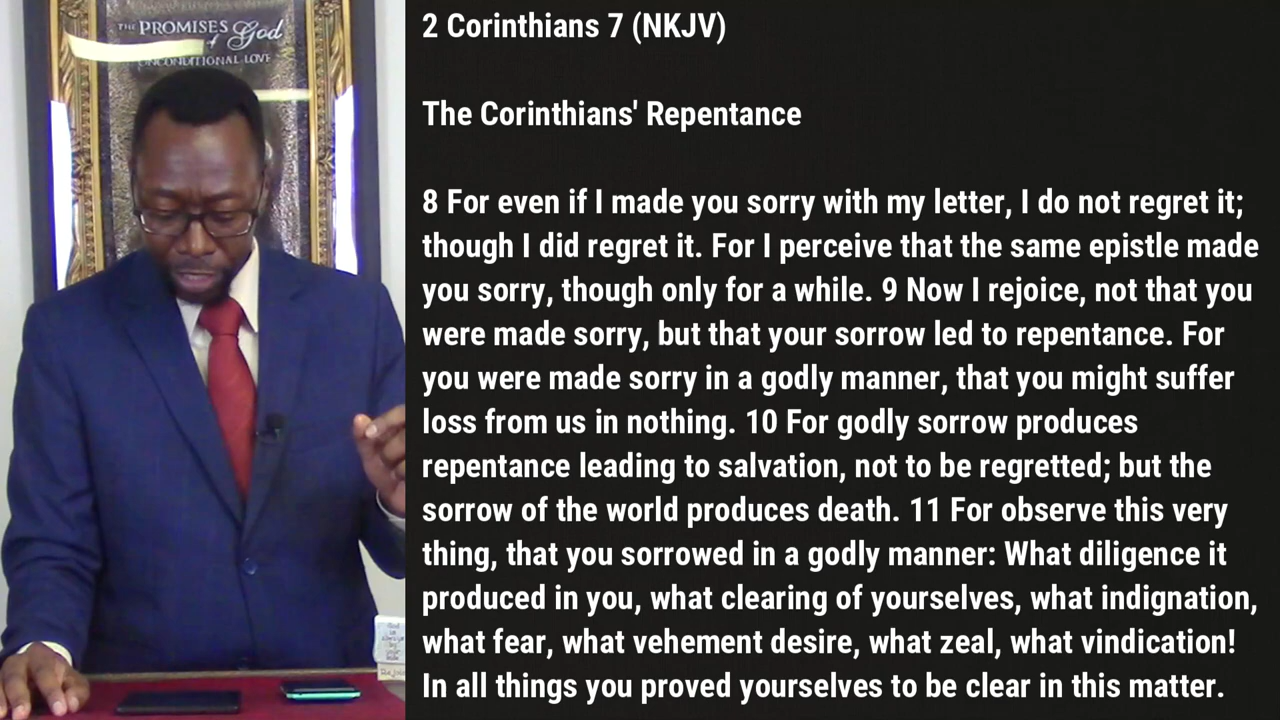 THE PROMISES
of God
UNCONDITIONAL LOVE
2 Corinthians 7 (NKJV)
The Corinthians' Repentance
8 For even if I made you sorry with my letter, I do not regret it;
though I did regret it. For I perceive that the same epistle made
you sorry, though only for a while. 9 Now I rejoice, not that you
were made sorry, but that your sorrow led to repentance. For
you were made sorry in a godly manner, that you might suffer
loss from us in nothing. 10 For godly sorrow produces
repentance leading to salvation, not to be regretted; but the
sorrow of the world produces death. 11 For observe this very
thing, that you sorrowed in a godly manner: What diligence it
produced in you, what clearing of yourselves, what indignation,
what fear, what vehement desire, what zeal, what vindication!
In all things you proved yourselves to be clear in this matter.